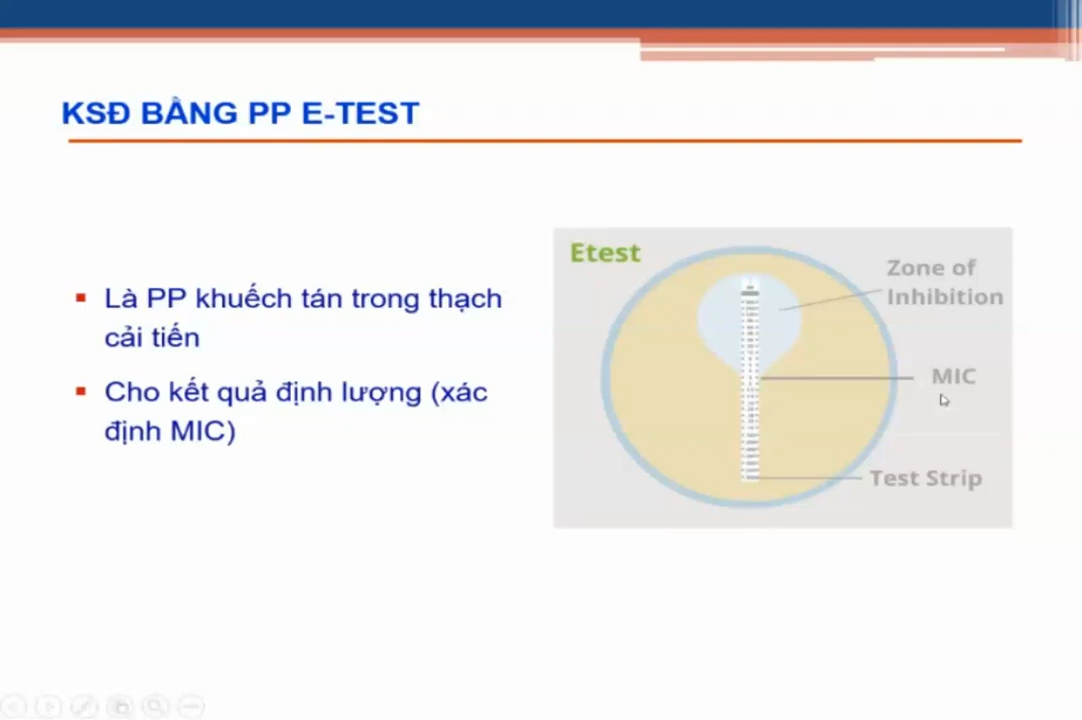 KSĐ BẰNG PP E-TEST
Là PP khuếch tán trong thạch
cải tiến
Cho kết quả định lượng (xác
định MIC)
Etest
Zone of
Inhibition
MIC
Test Strip